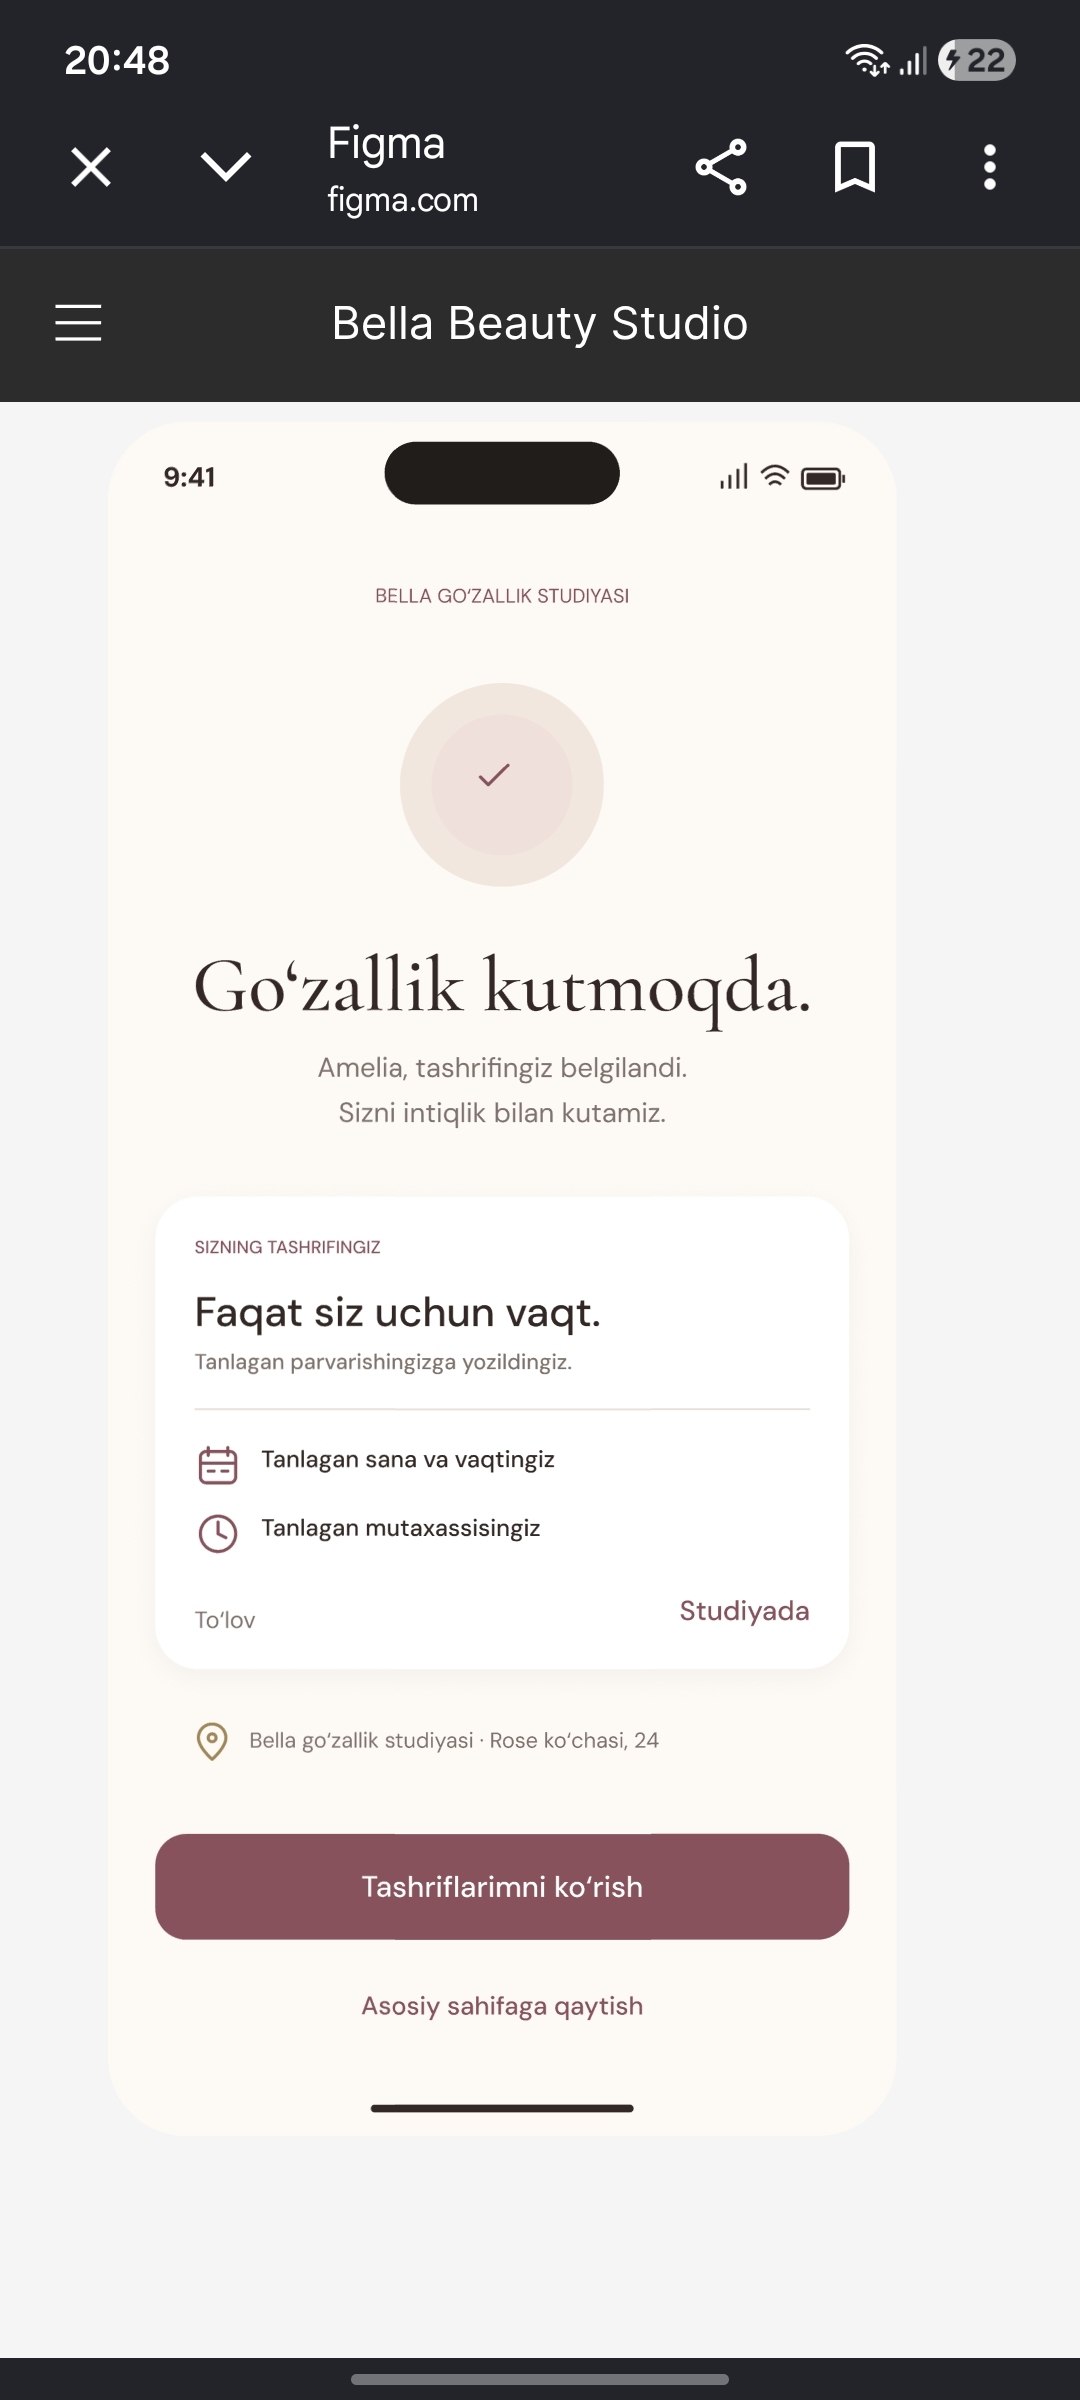 20:48
22
Figma
figma.com
Bella Beauty Studio
9:41
BELLA GO‘ZALLIK STUDIYASI
Go‘zallik kutmoqda.
Amelia, tashrifingiz belgilandi.
Sizni intiqlik bilan kutamiz.
SIZNING TASHRIFINGIZ
Faqat siz uchun vaqt.
Tanlagan parvarishingizga yozildingiz.
Tanlagan sana va vaqtingiz
Tanlagan mutaxassisingiz
To‘lov
Studiyada
Bella go‘zallik studiyasi · Rose ko‘chasi, 24
Tashriflarimni ko‘rish
Asosiy sahifaga qaytish